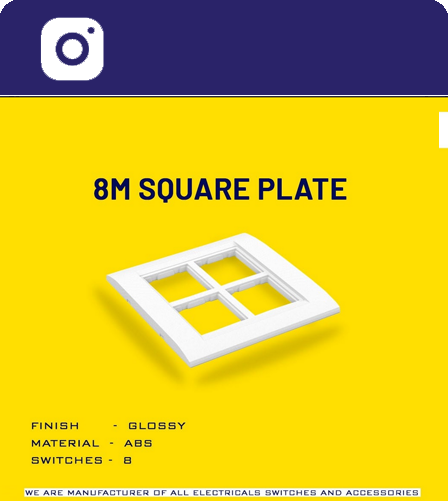 8M SQUARE PLATE
FINISH - GLOSSY
MATERIAL - ABS
SWITCHES - 8
WE ARE MANUFACTURER OF ALL ELECTRICALS SWITCHES AND ACCESSORIES